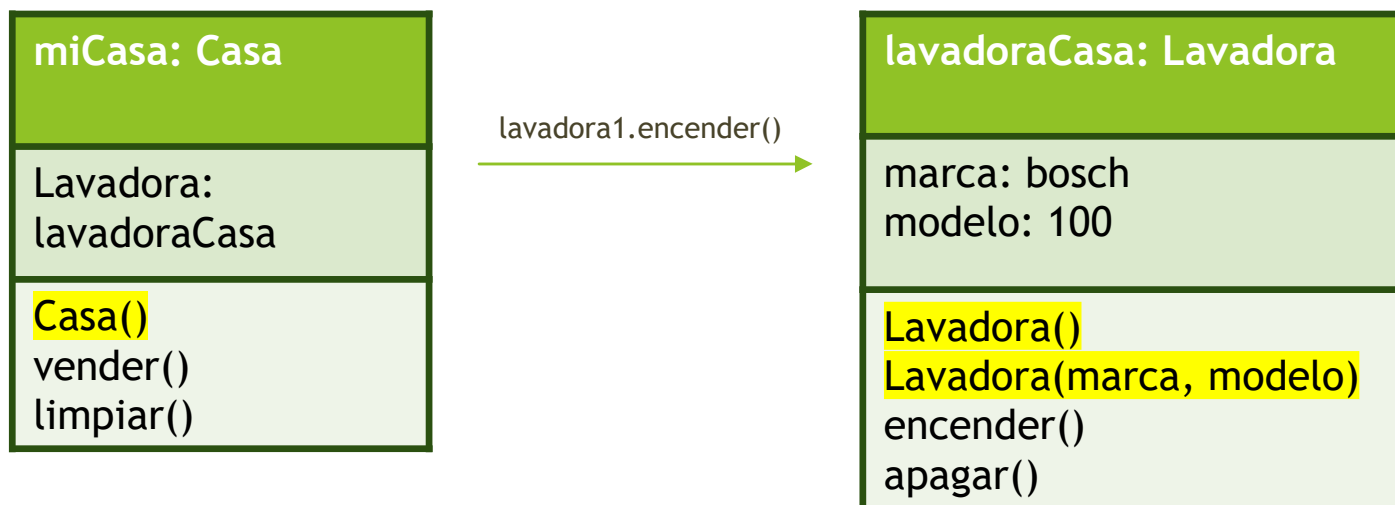 miCasa: Casa
Lavadora:
lavadoraCasa
Casa()
vender()
limpiar()
lavadora1.encender()
lavadoraCasa: Lavadora
marca: bosch
modelo: 100
Lavadora()
Lavadora(marca, modelo)
encender()
apagar()